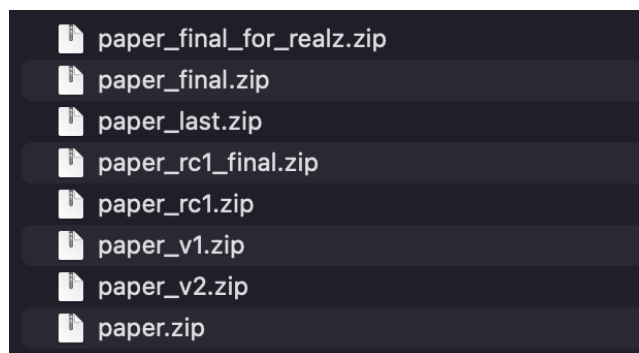 paper_final_for_realz.zip
paper_final.zip
paper_last.zip
paper_rc1_final.zip
paper_rc1.zip
paper_v1.zip
paper_v2.zip
paper.zip